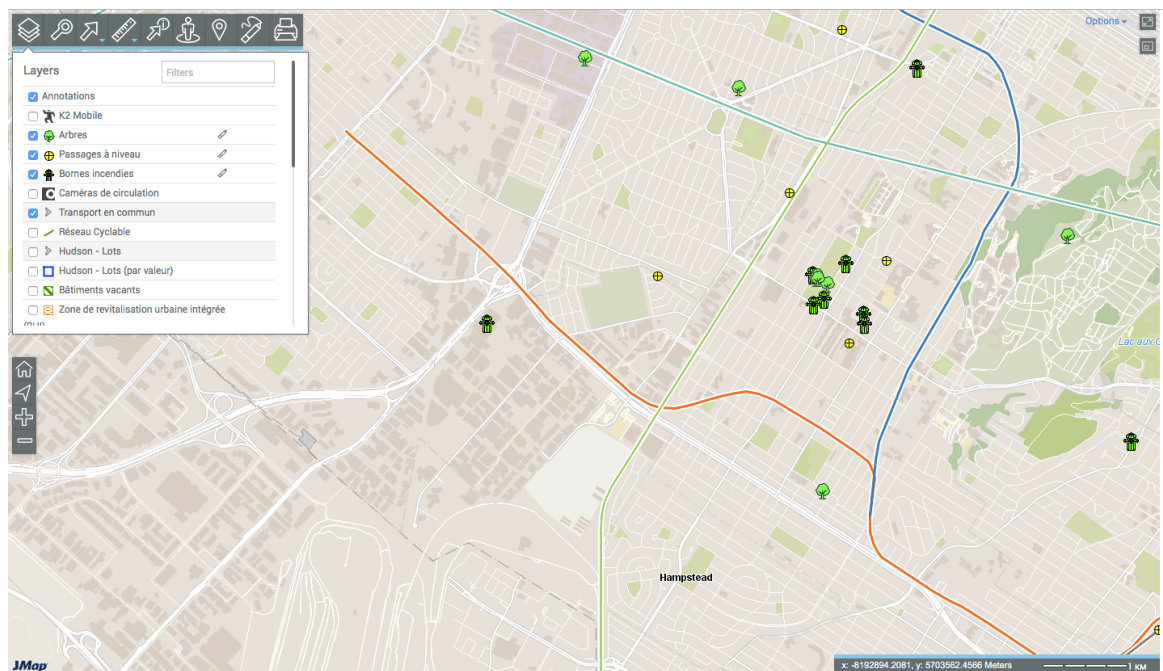 Options
Layers
Filters
Annotations
K2 Mobile
Arbres
Passages à niveau
Bornes incendies
Caméras de circulation
Transport en commun
Réseau Cyclable
Hudson - Lots
Hudson - Lots (par valeur)
Bâtiments vacants
Zone de revitalisation urbaine intégrée
Lac aux
Hampstead
JMap
x: -8192894.2081, y: 5703562.4566 Meters
1 KM